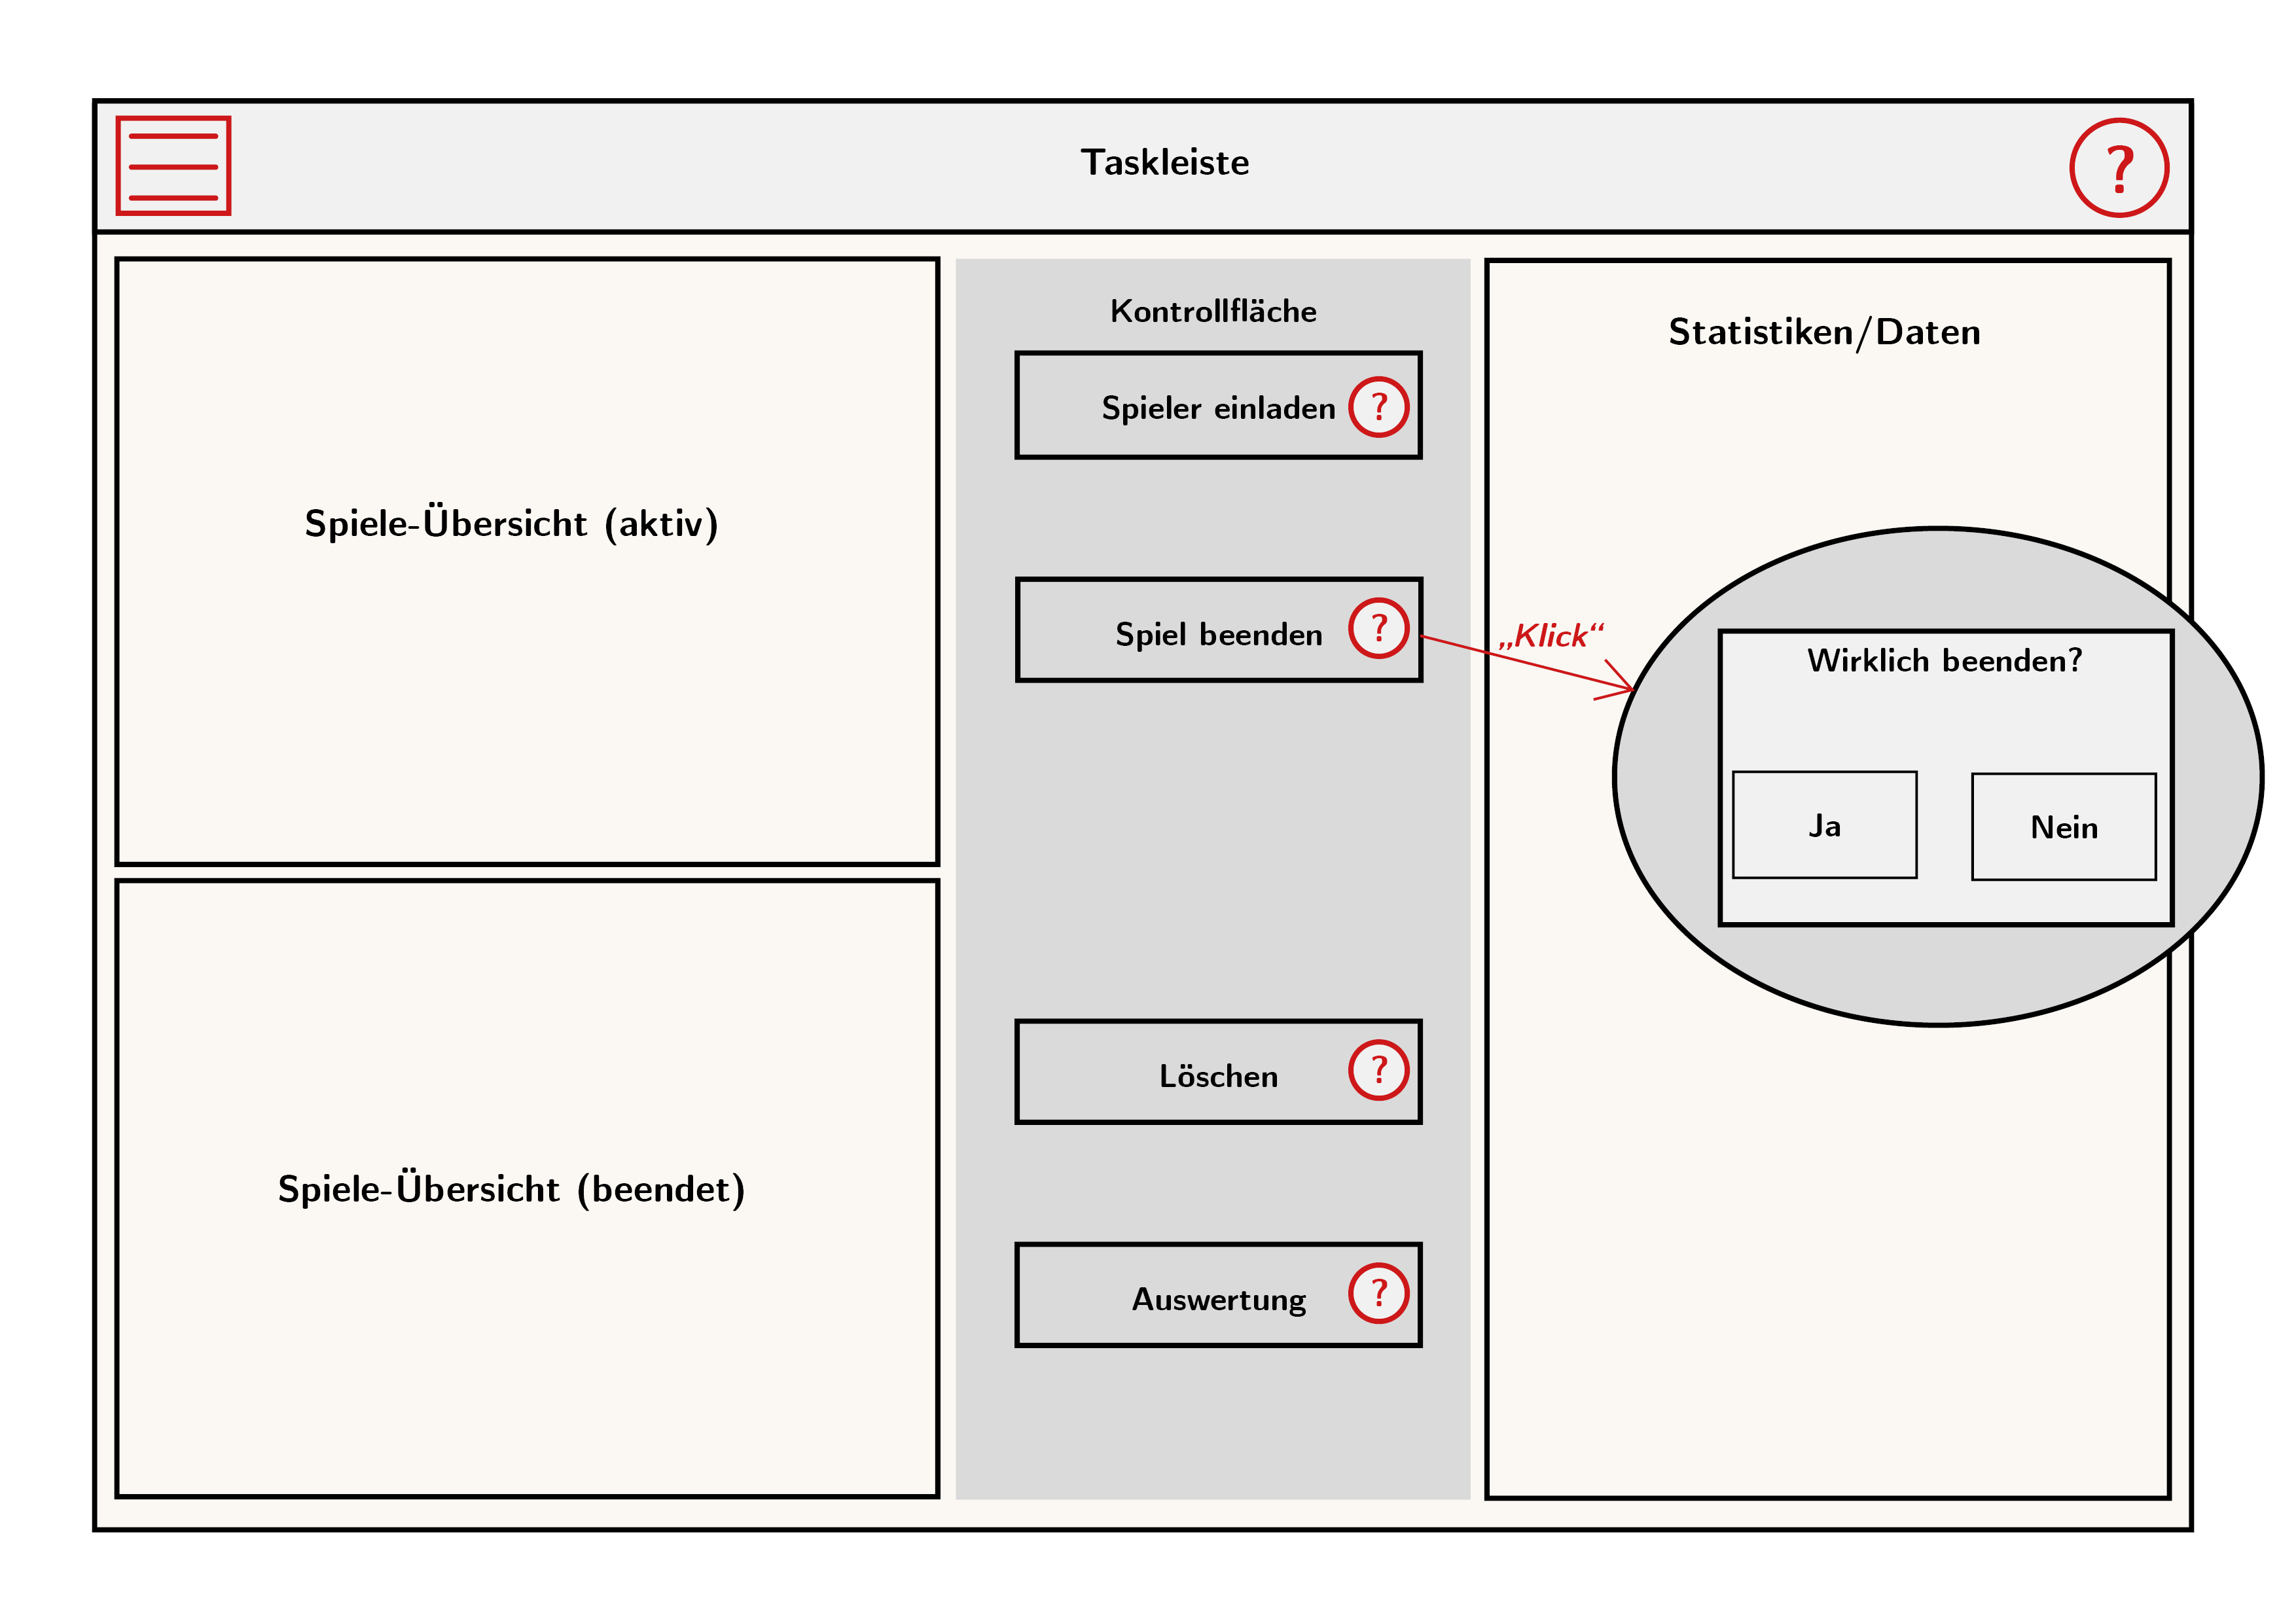 Taskleiste
?
Spiele-Übersicht (aktiv)
Spiele-Übersicht (beendet)
Kontrollfläche
Spieler einladen ?
Spiel beenden ?
Löschen ?
Auswertung ?
Statistiken/Daten
„Klick“
Wirklich beenden?
Ja
Nein